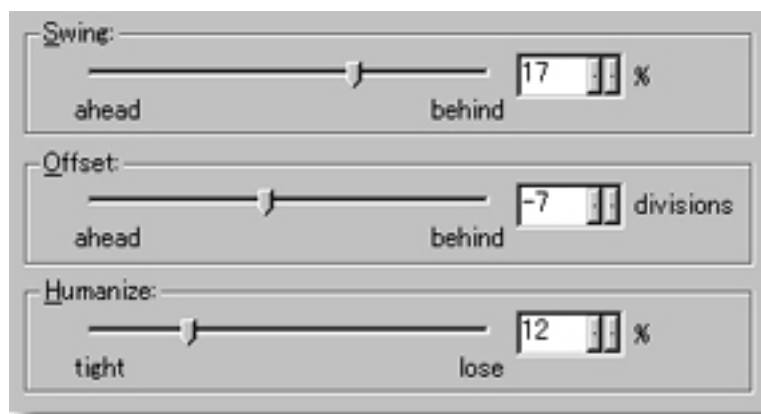 Swing:
17 %
ahead behind
Offset:
-7 divisions
ahead behind
Humanize:
12 %
tight lose